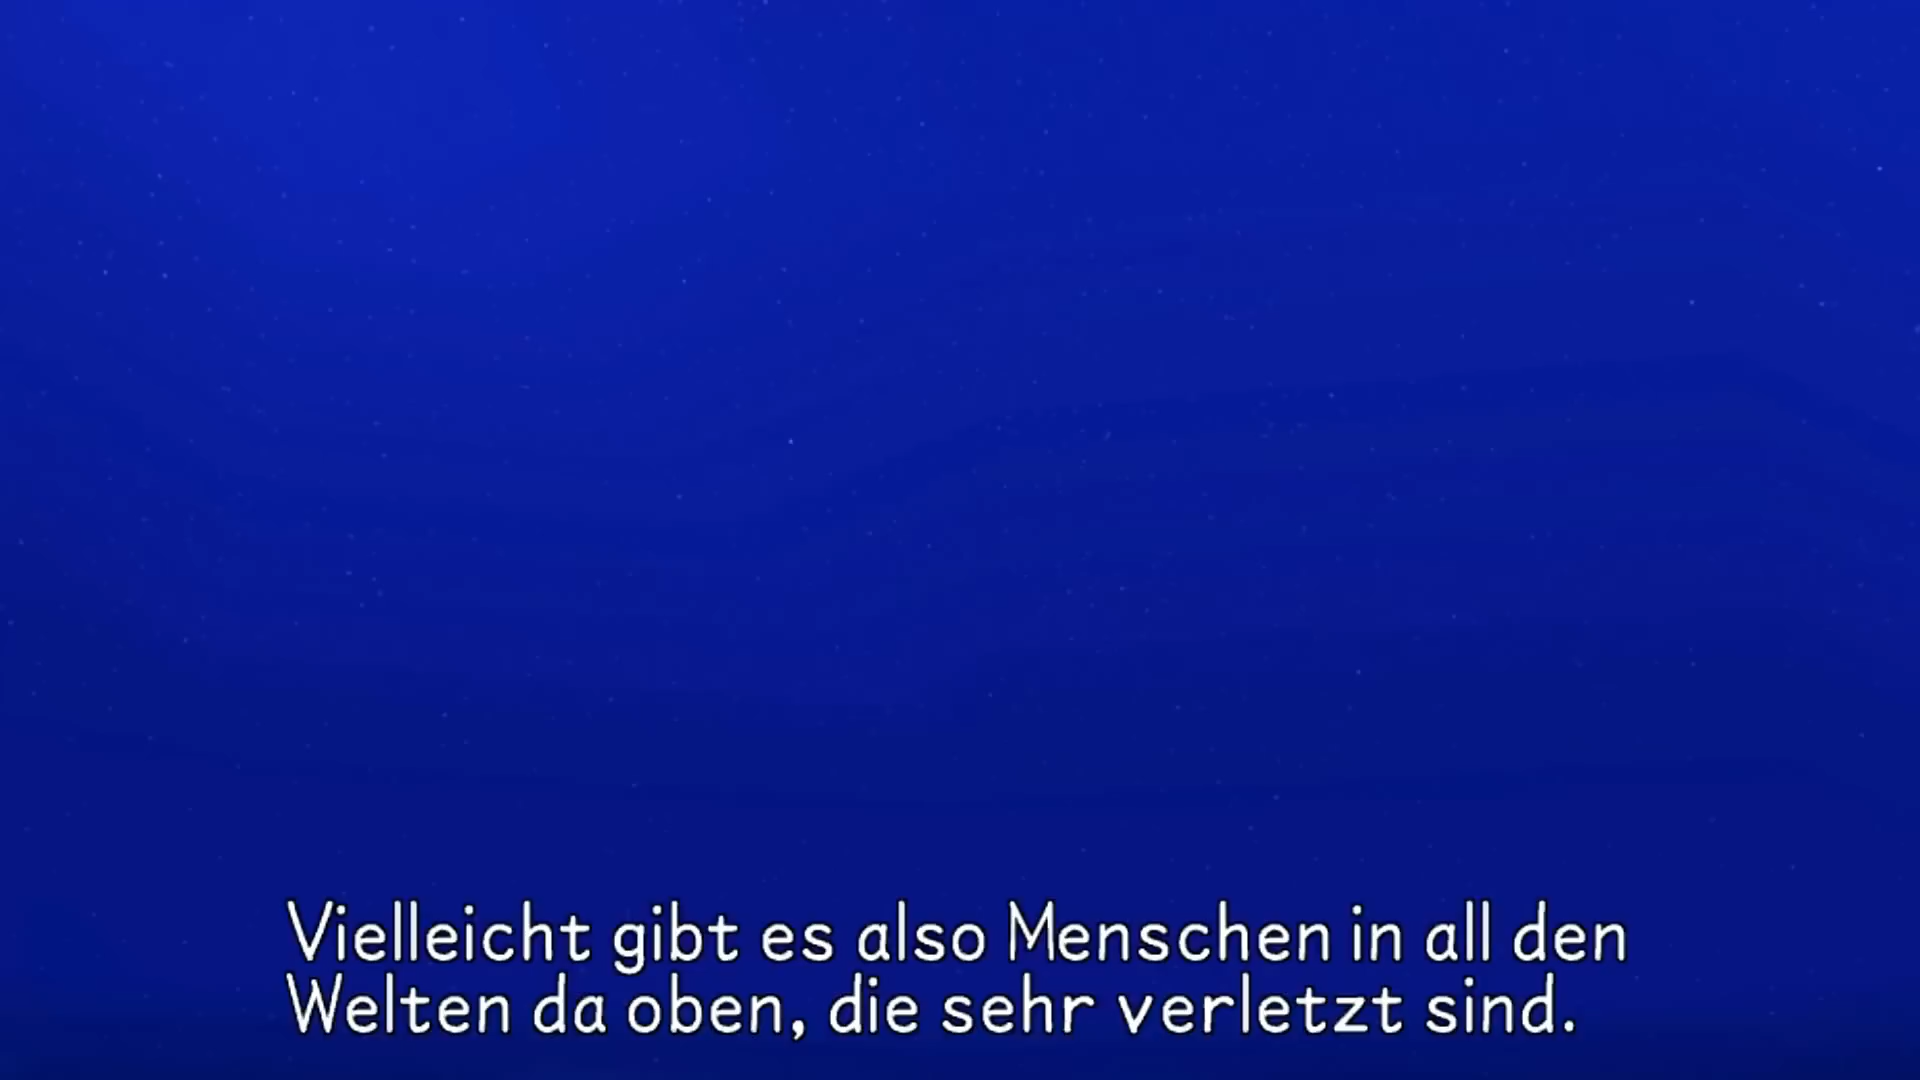 Vielleicht gibt es also Menschen in all den
Welten da oben, die sehr verletzt sind.